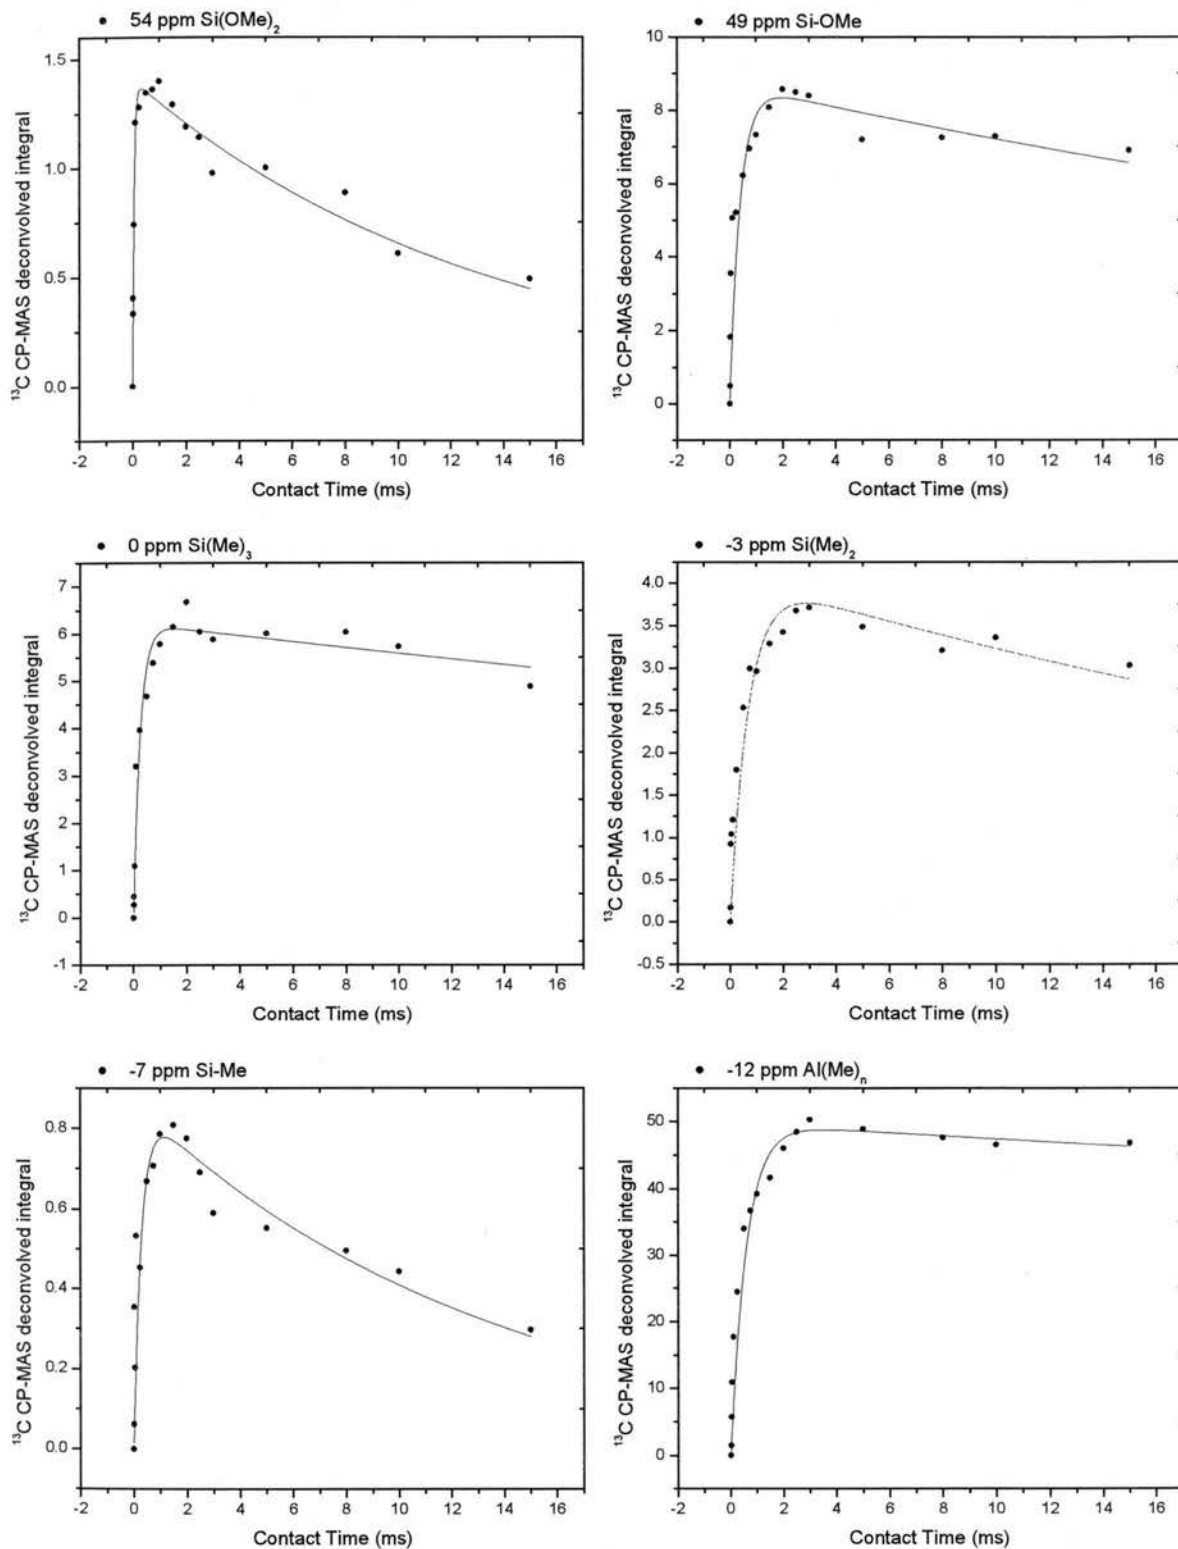 54 ppm Si(OMe)₂
¹³C CP-MAS deconvolved integral
1.5
1.0
0.5
0.0
-2 0 2 4 6 8 10 12 14 16
Contact Time (ms)
49 ppm Si-OMe
¹³C CP-MAS deconvolved integral
10
8
6
4
2
0
-2 0 2 4 6 8 10 12 14 16
Contact Time (ms)
0 ppm Si(Me)₃
¹³C CP-MAS deconvolved integral
7
6
5
4
3
2
1
0
-1
-2 0 2 4 6 8 10 12 14 16
Contact Time (ms)
-3 ppm Si(Me)₂
¹³C CP-MAS deconvolved integral
4.0
3.5
3.0
2.5
2.0
1.5
1.0
0.5
0.0
-0.5
-2 0 2 4 6 8 10 12 14 16
Contact Time (ms)
-7 ppm Si-Me
¹³C CP-MAS deconvolved integral
0.8
0.6
0.4
0.2
0.0
-2 0 2 4 6 8 10 12 14 16
Contact Time (ms)
-12 ppm Al(Me)ₙ
¹³C CP-MAS deconvolved integral
50
40
30
20
10
0
-2 0 2 4 6 8 10 12 14 16
Contact Time (ms)